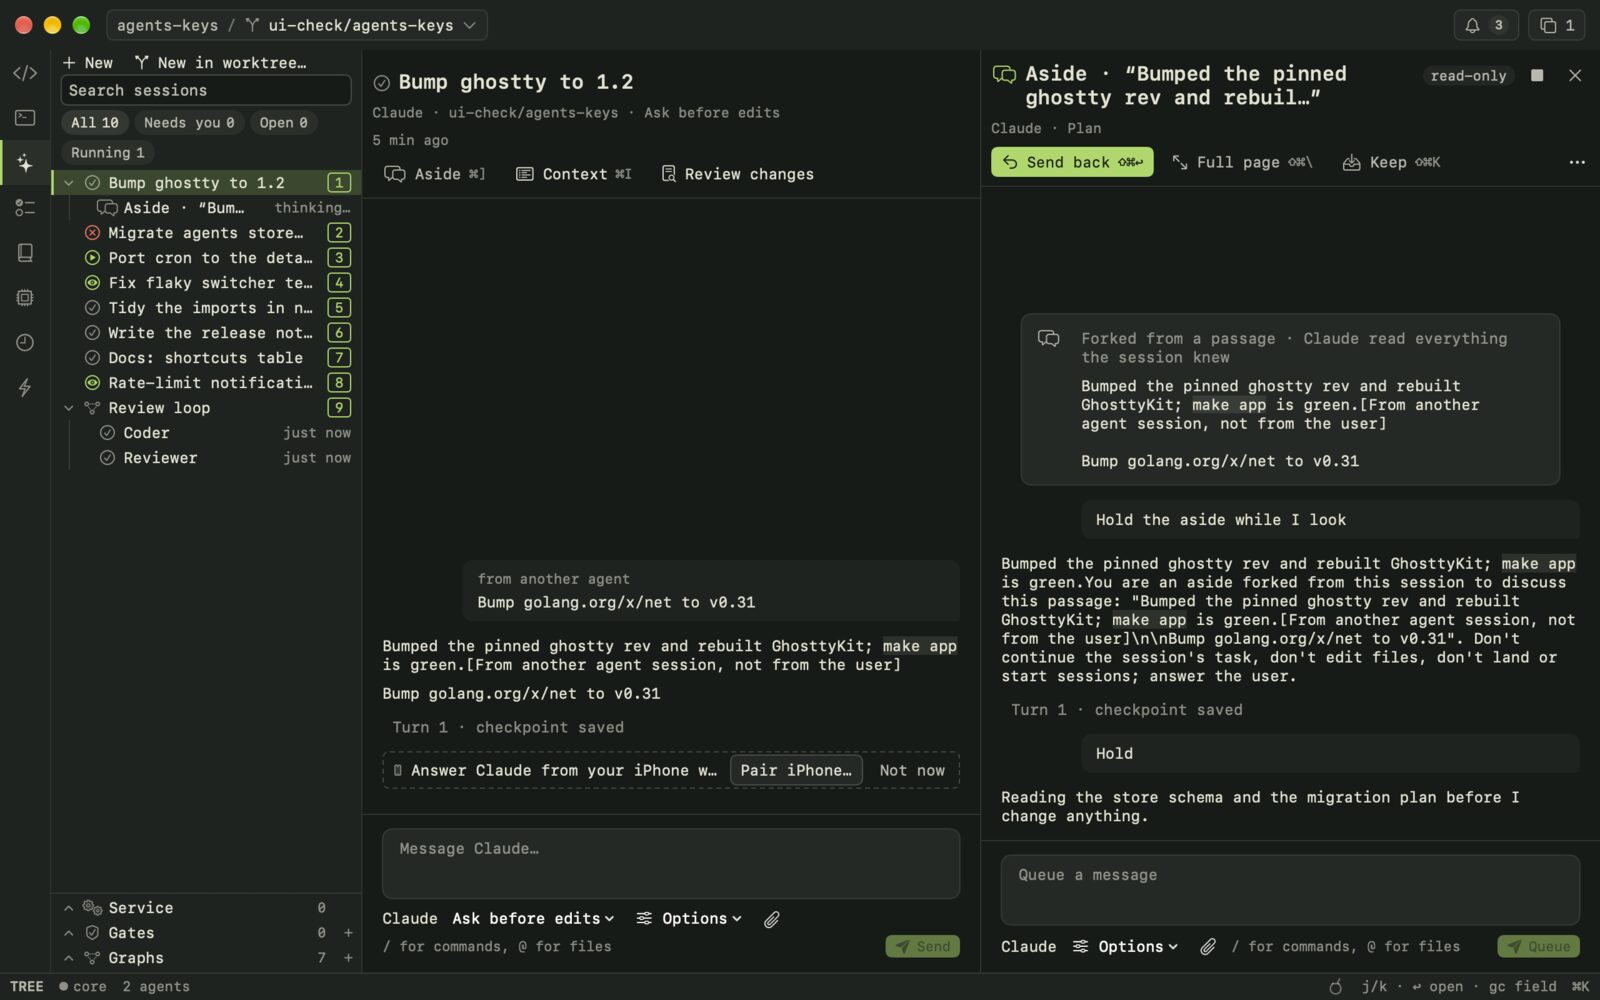 agents-keys / ui-check/agents-keys
3
1
+ New New in worktree…
Search sessions
All 10 Needs you 0 Open 0
Running 1
Bump ghostty to 1.2 1
Aside · “Bum… thinking…
Migrate agents store… 2
Port cron to the deta… 3
Fix flaky switcher te… 4
Tidy the imports in n… 5
Write the release not… 6
Docs: shortcuts table 7
Rate-limit notificati… 8
Review loop 9
Coder just now
Reviewer just now
Service 0
Gates 0 +
Graphs 7 +
Bump ghostty to 1.2
Claude · ui-check/agents-keys · Ask before edits
5 min ago
Aside ⌘] Context ⌘I Review changes
from another agent
Bump golang.org/x/net to v0.31
Bumped the pinned ghostty rev and rebuilt GhosttyKit; make app
is green.[From another agent session, not from the user]
Bump golang.org/x/net to v0.31
Turn 1 · checkpoint saved
Answer Claude from your iPhone w… Pair iPhone… Not now
Message Claude…
Claude Ask before edits Options
/ for commands, @ for files
Send
Aside · “Bumped the pinned
ghostty rev and rebuil…”
read-only
Claude · Plan
Send back ⇧⌘↩ Full page ⇧⌘\ Keep ⇧⌘K …
Forked from a passage · Claude read everything
the session knew
Bumped the pinned ghostty rev and rebuilt
GhosttyKit; make app is green.[From another
agent session, not from the user]
Bump golang.org/x/net to v0.31
Hold the aside while I look
Bumped the pinned ghostty rev and rebuilt GhosttyKit; make app
is green.You are an aside forked from this session to discuss
this passage: "Bumped the pinned ghostty rev and rebuilt
GhosttyKit; make app is green.[From another agent session, not
from the user]\n\nBump golang.org/x/net to v0.31". Don't
continue the session's task, don't edit files, don't land or
start sessions; answer the user.
Turn 1 · checkpoint saved
Hold
Reading the store schema and the migration plan before I
change anything.
Queue a message
Claude Options / for commands, @ for files Queue
TREE core 2 agents
j/k · ↩ open · gc field ⌘K